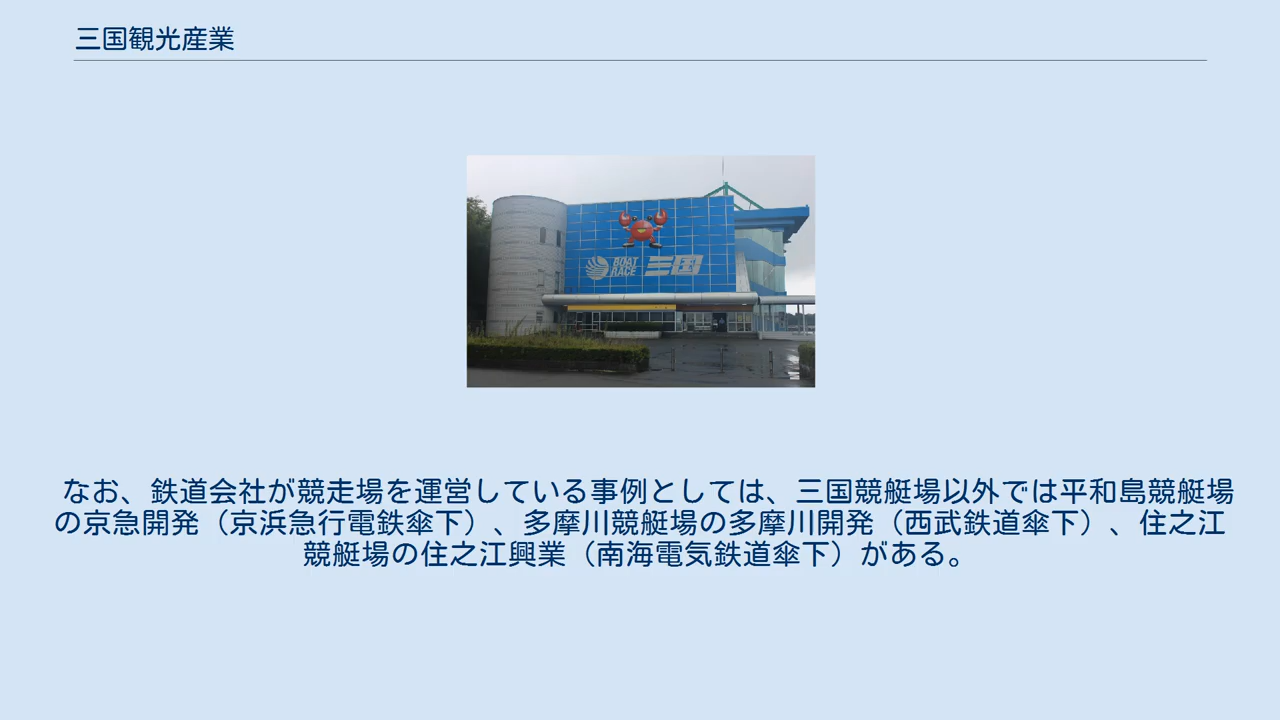 三国観光産業
BOAT
RACE 三国
なお、鉄道会社が競走場を運営している事例としては、三国競艇場以外では平和島競艇場
の京急開発（京浜急行電鉄傘下）、多摩川競艇場の多摩川開発（西武鉄道傘下）、住之江
競艇場の住之江興業（南海電気鉄道傘下）がある。